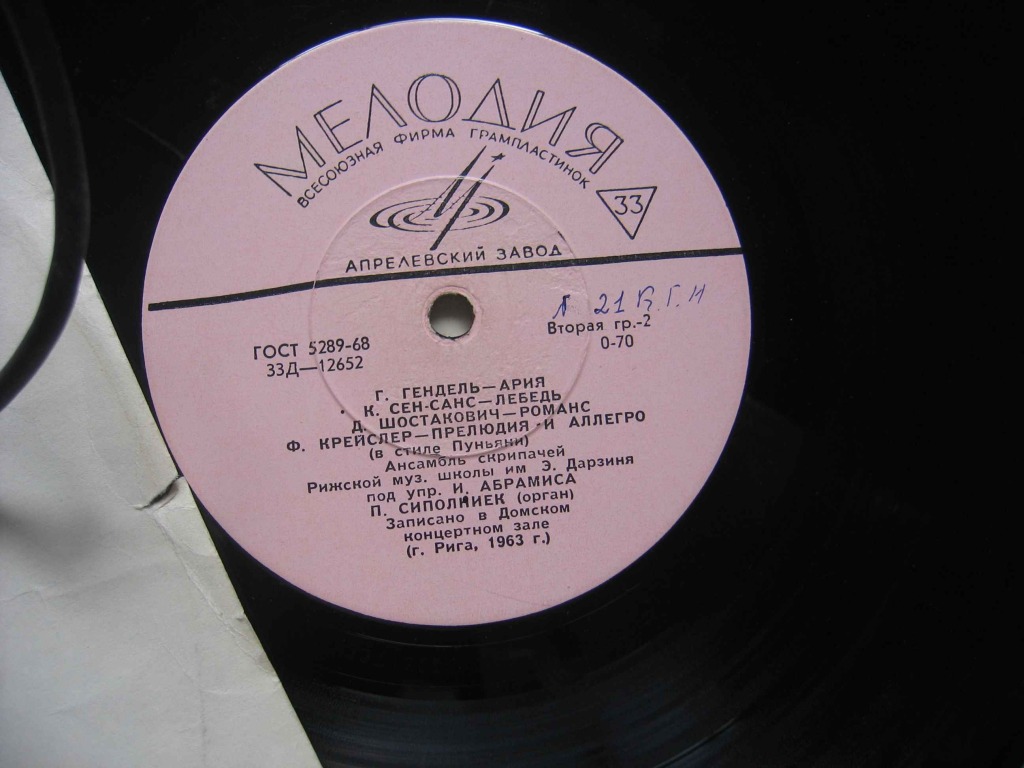 МЕЛОДИЯ
ВСЕСОЮЗНАЯ ФИРМА ГРАМПЛАСТИНОК
33
АПРЕЛЕВСКИЙ ЗАВОД
21 В.Г.Н
ГОСТ 5289-68
33Д—12652
Вторая гр.-2
0-70
Г. ГЕНДЕЛЬ—АРИЯ
К. СЕН-САНС—ЛЕБЕДЬ
Д. ШОСТАКОВИЧ—РОМАНС
Ф. КРЕЙСЛЕР—ПРЕЛЮДИЯ И АЛЛЕГРО
(в стиле Пуньяни)
Ансамбль скрипачей
Рижской муз. школы им Э. Дарзиня
под упр. И. АБРАМИСА
П. СИПОЛНИЕК (орган)
Записано в Домском
концертном зале
(г. Рига, 1963 г.)